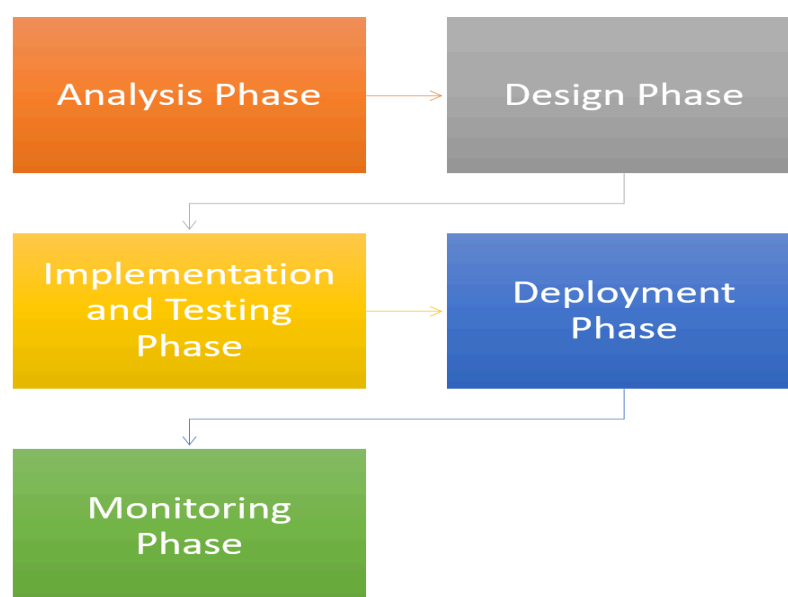 Analysis Phase
Design Phase
Implementation
and Testing
Phase
Deployment
Phase
Monitoring
Phase